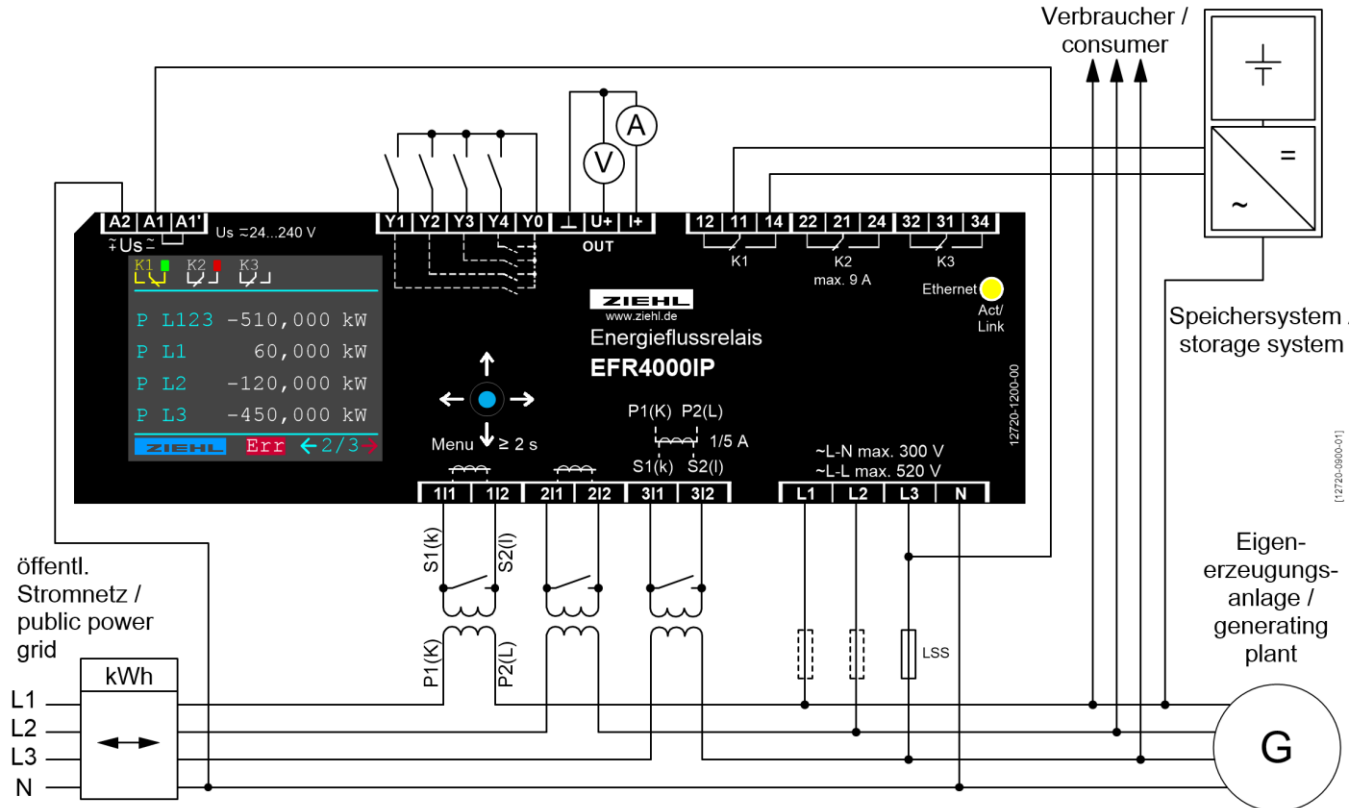 Verbraucher /
consumer
A
V
=
~
A2 A1 A1'
Us
Us ≂24...240 V
Y1 Y2 Y3 Y4 Y0
⊥ U+ I+
OUT
12 11 14 22 21 24 32 31 34
K1 K2 K3
max. 9 A
Ethernet
Act/
Link
K1 K2 K3
P L123 -510,000 kW
P L1 60,000 kW
P L2 -120,000 kW
P L3 -450,000 kW
ZIEHL Err ←2/3→
ZIEHL
www.ziehl.de
Energieflussrelais
EFR4000IP
Menu ≥ 2 s
P1(K) P2(L)
1/5 A
S1(k) S2(l)
~L-N max. 300 V
~L-L max. 520 V
12720-1200-00
1I1 1I2 2I1 2I2 3I1 3I2
L1 L2 L3 N
Speichersystem /
storage system
[12720-0900-01]
S1(k) S2(l)
P1(K) P2(L)
LSS
öffentl.
Stromnetz /
public power
grid
kWh
L1
L2
L3
N
Eigen-
erzeugungs-
anlage /
generating
plant
G